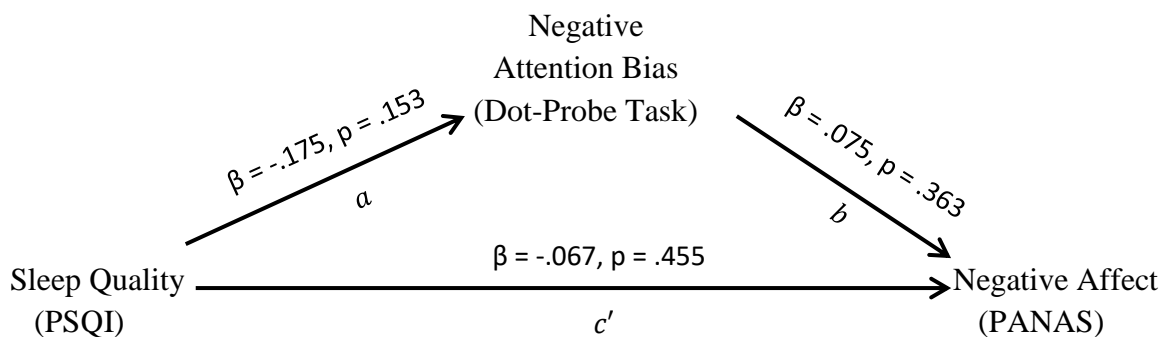 Negative
Attention Bias
(Dot-Probe Task)
β = -.175, p = .153
β = .075, p = .363
a
b
β = -.067, p = .455
Sleep Quality
(PSQI)
Negative Affect
(PANAS)
c′